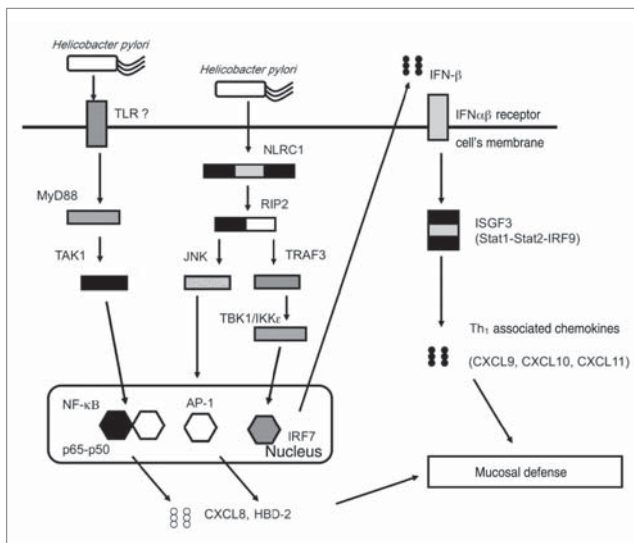 Helicobacter pylori
TLR ?
MyD88
TAK1
Helicobacter pylori
NLRC1
RIP2
JNK
TRAF3
TBK1/IKKε
NF-κB
p65-p50
AP-1
IRF7
Nucleus
CXCL8, HBD-2
IFN-β
IFNαβ receptor
cell's membrane
ISGF3
(Stat1-Stat2-IRF9)
Th1 associated chemokines
(CXCL9, CXCL10, CXCL11)
Mucosal defense